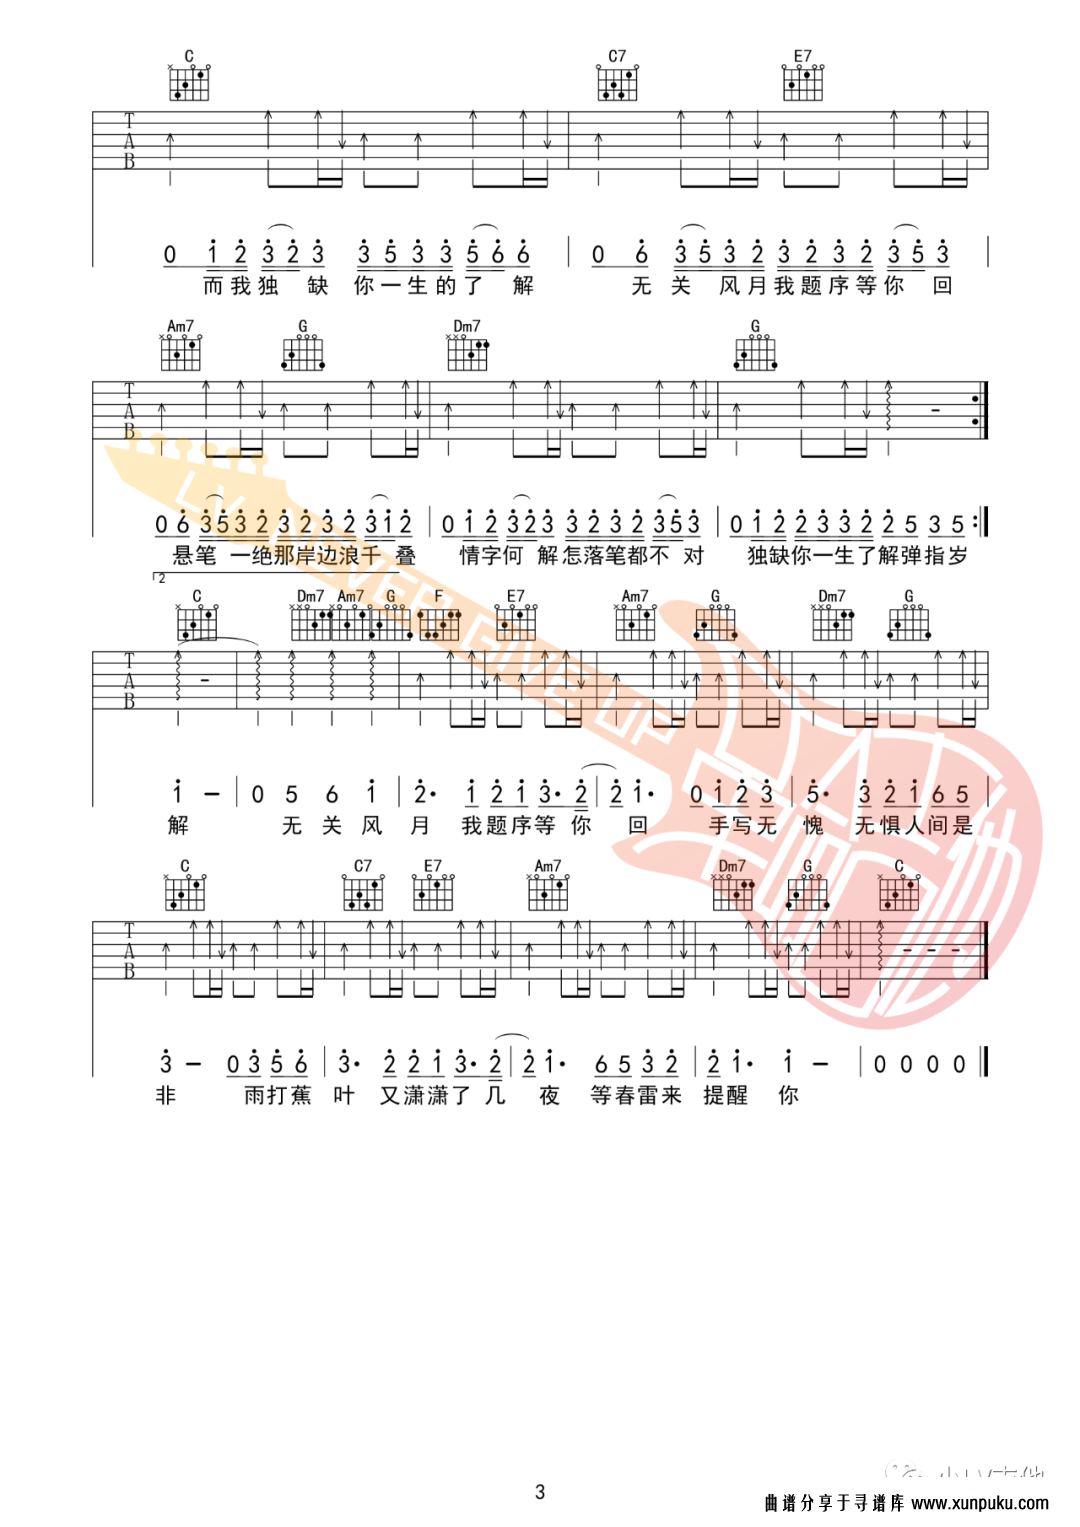 C C7 E7
T
A
B
0 1 2 3 2 3 3 5 3 3 5 6 6 0 6 3 5 3 2 3 2 3 2 3 5 3
而我独 缺 你一生的了 解 无 关 风月我题序等你 回
Am7 G Dm7 G
T
A
B
0 6 3 5 3 2 3 2 3 2 3 1 2 0 1 2 3 2 3 3 2 3 2 3 5 3 0 1 2 2 3 3 2 2 5 3 5
悬笔 一绝那岸边浪千 叠 情字何 解怎落笔都不 对 独缺你一生了解弹指岁
2
C Dm7 Am7 G F E7 Am7 G Dm7 G
T
A
B
1 - 0 5 6 1 2· 1 2 1 3· 2 2 1· 0 1 2 3 5· 3 2 1 6 5
解 无 关 风 月 我题序等 你 回 手写无 愧 无惧人间是
C C7 E7 Am7 Dm7 G C
T
A
B
3 - 0 3 5 6 3· 2 2 1 3· 2 2 1· 6 5 3 2 2 1· 1 - 0 0 0 0
非 雨打蕉 叶 又潇潇了 几 夜 等春雷来 提醒 你
LIVI NEVER GIVE UP
3
曲谱分享于寻谱库 www.xunpuku.com